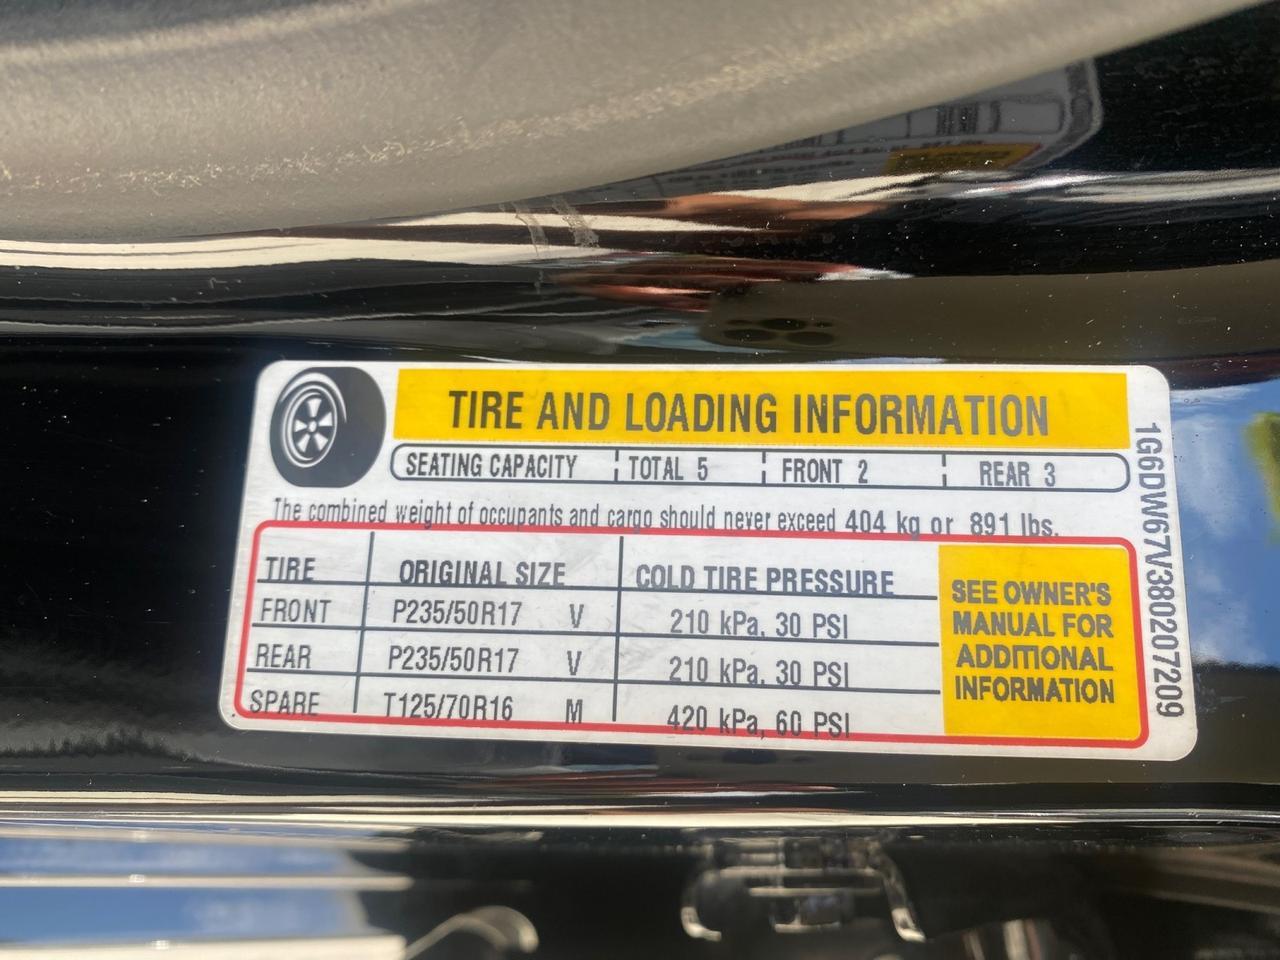 TIRE AND LOADING INFORMATION
SEATING CAPACITY TOTAL 5 FRONT 2 REAR 3
The combined weight of occupants and cargo should never exceed 404 kg or 891 lbs.
TIRE ORIGINAL SIZE COLD TIRE PRESSURE
FRONT P235/50R17 V 210 kPa, 30 PSI
REAR P235/50R17 V 210 kPa, 30 PSI
SPARE T125/70R16 M 420 kPa, 60 PSI
SEE OWNER'S
MANUAL FOR
ADDITIONAL
INFORMATION
1G6DW67V380207209